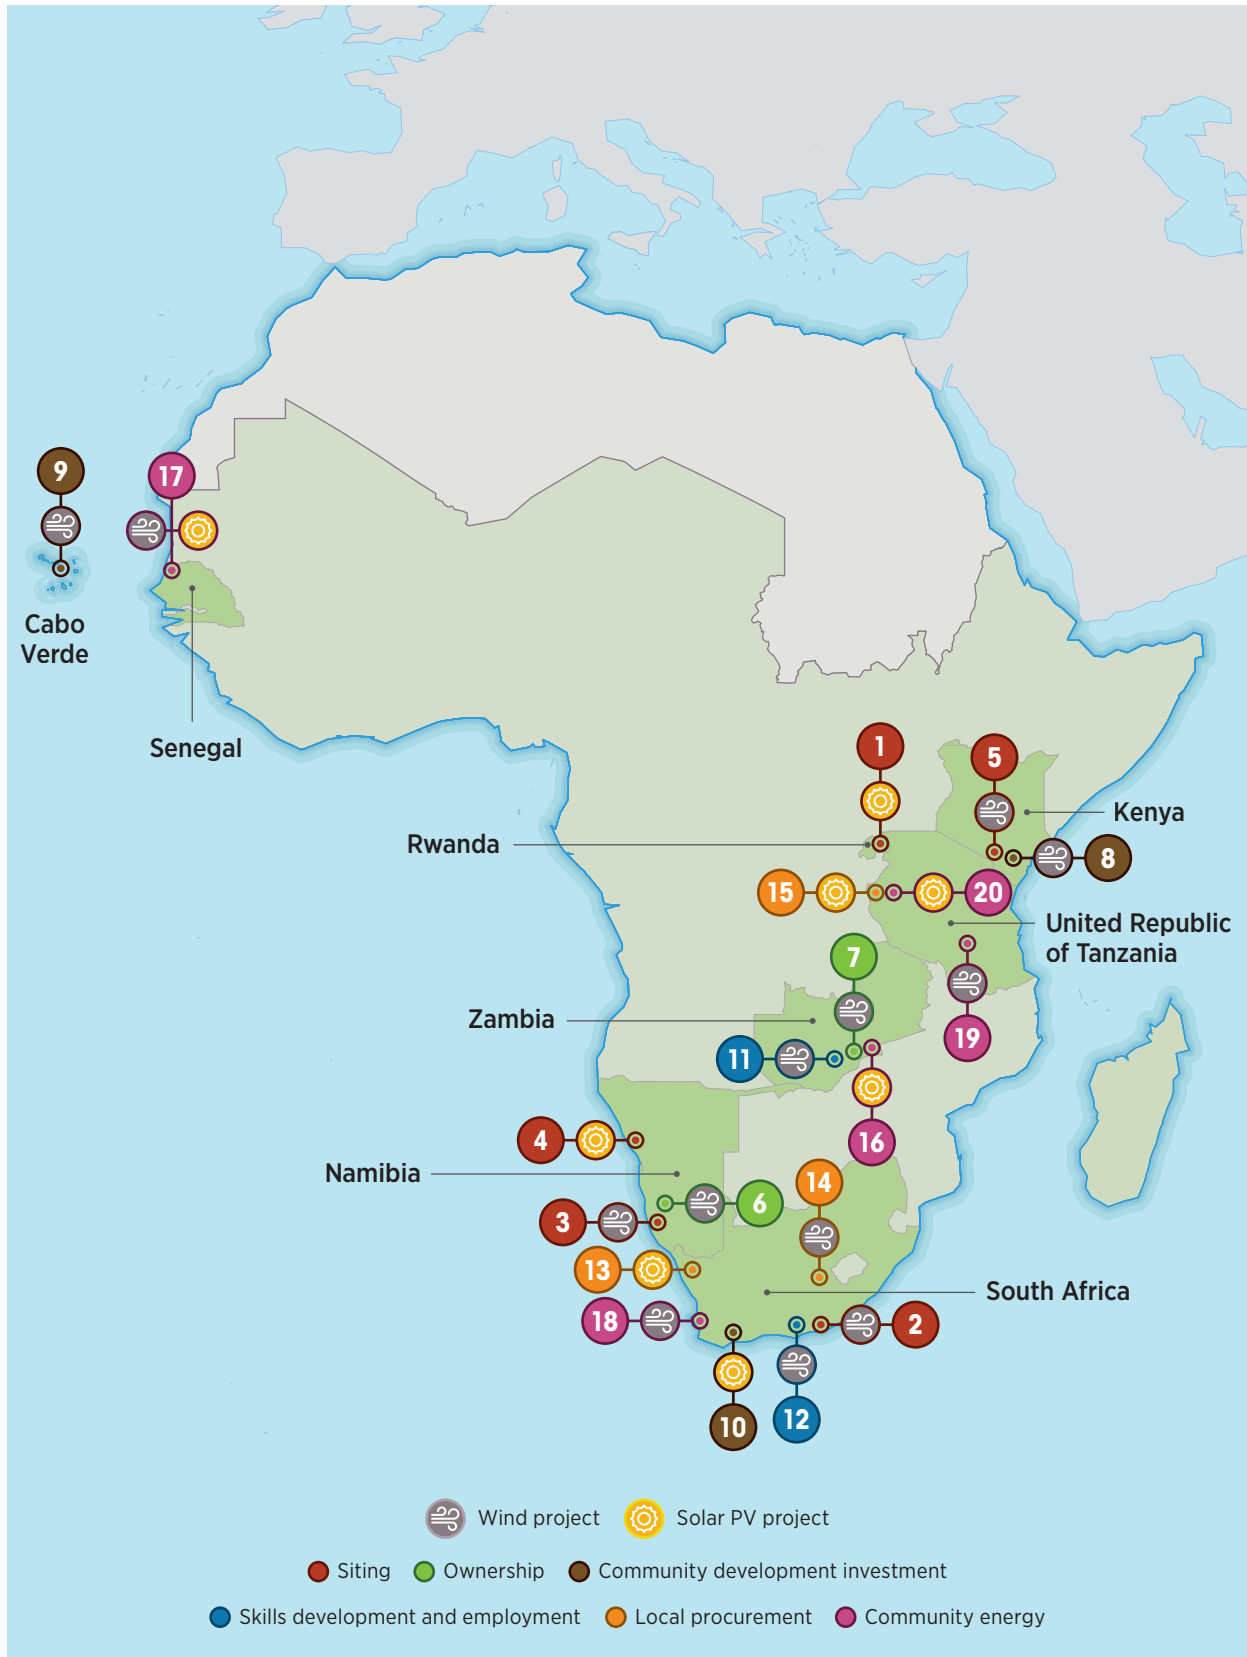 9
17
Cabo
Verde
Senegal
1
5
Kenya
Rwanda
8
15
20
United Republic
of Tanzania
7
Zambia
19
11
4
16
Namibia
14
6
3
13
South Africa
18
2
10
12
Wind project
Solar PV project
Siting
Ownership
Community development investment
Skills development and employment
Local procurement
Community energy